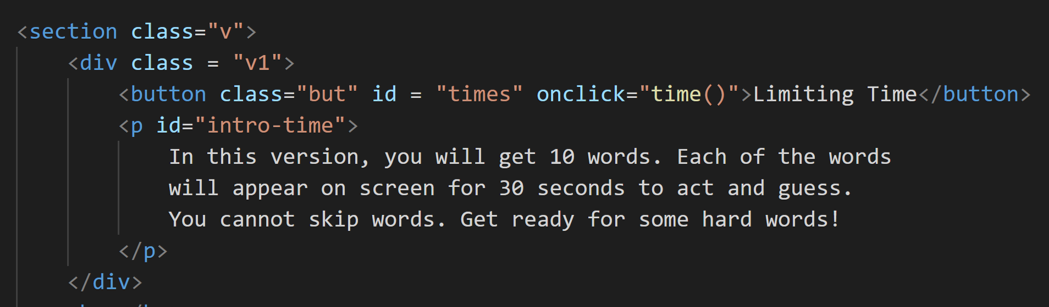 <section class="v">
<div class = "v1">
<button class="but" id = "times" onclick="time()">Limiting Time</button>
<p id="intro-time">
In this version, you will get 10 words. Each of the words
will appear on screen for 30 seconds to act and guess.
You cannot skip words. Get ready for some hard words!
</p>
</div>